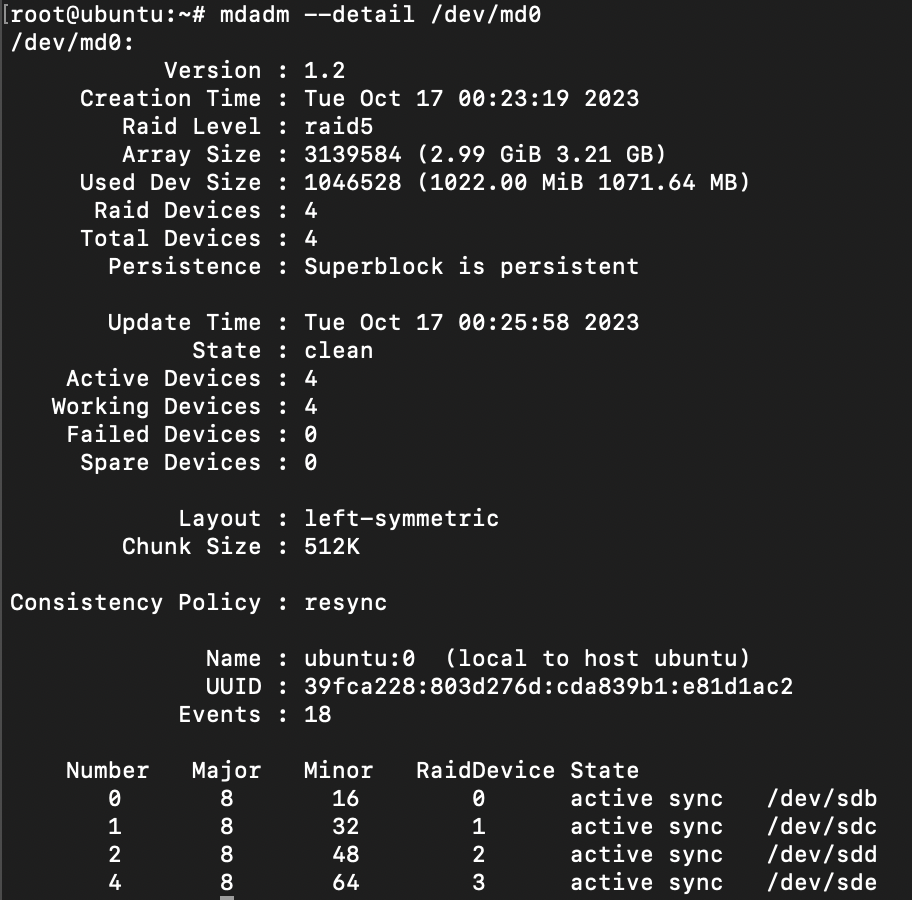 [root@ubuntu:~# mdadm --detail /dev/md0
/dev/md0:
           Version : 1.2
     Creation Time : Tue Oct 17 00:23:19 2023
        Raid Level : raid5
        Array Size : 3139584 (2.99 GiB 3.21 GB)
     Used Dev Size : 1046528 (1022.00 MiB 1071.64 MB)
      Raid Devices : 4
     Total Devices : 4
       Persistence : Superblock is persistent

       Update Time : Tue Oct 17 00:25:58 2023
             State : clean
    Active Devices : 4
   Working Devices : 4
    Failed Devices : 0
     Spare Devices : 0

            Layout : left-symmetric
        Chunk Size : 512K

Consistency Policy : resync

              Name : ubuntu:0  (local to host ubuntu)
              UUID : 39fca228:803d276d:cda839b1:e81d1ac2
            Events : 18

    Number   Major   Minor   RaidDevice State
       0       8       16        0      active sync   /dev/sdb
       1       8       32        1      active sync   /dev/sdc
       2       8       48        2      active sync   /dev/sdd
       4       8       64        3      active sync   /dev/sde